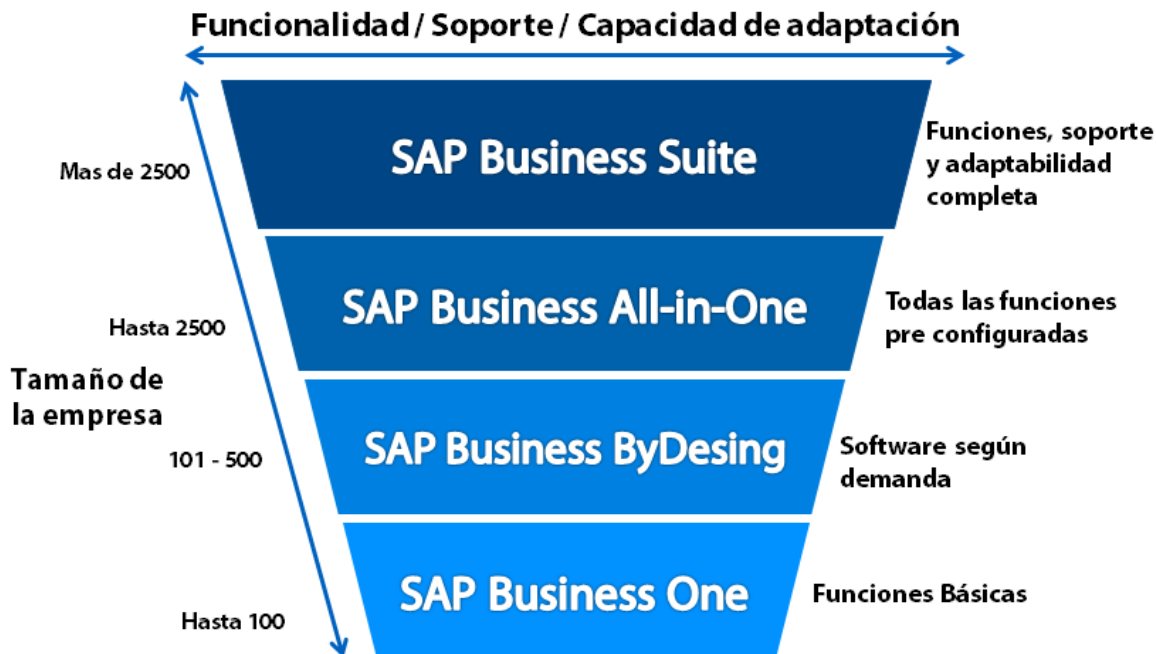 Funcionalidad / Soporte / Capacidad de adaptación
Mas de 2500
SAP Business Suite
Funciones, soporte
y adaptabilidad
completa
Hasta 2500
SAP Business All-in-One
Todas las funciones
pre configuradas
Tamaño de
la empresa
101 - 500
SAP Business ByDesing
Software según
demanda
Hasta 100
SAP Business One
Funciones Básicas